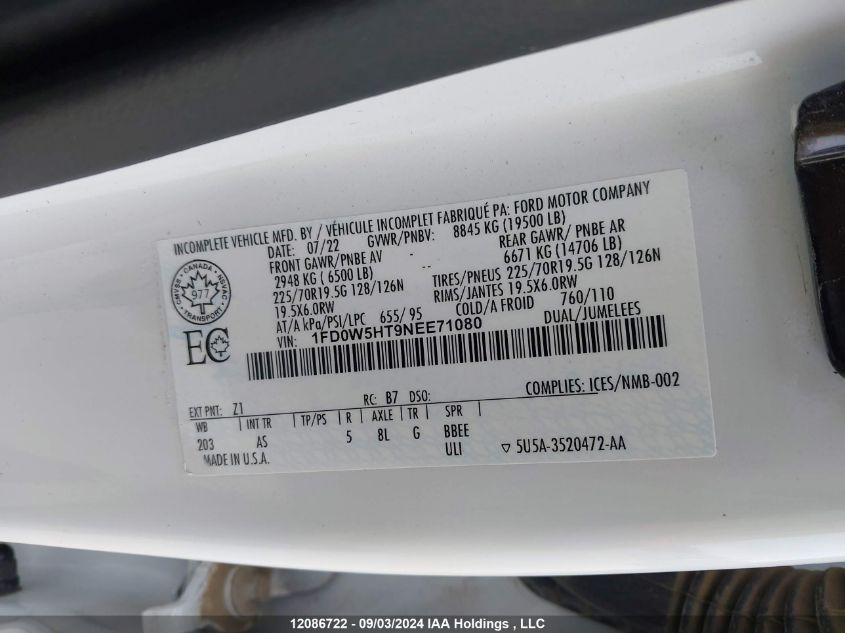 INCOMPLETE VEHICLE MFD. BY / VÉHICULE INCOMPLET FABRIQUÉ PA: FORD MOTOR COMPANY
DATE: 07/22 GVWR/PNBV: 8845 KG (19500 LB)
FRONT GAWR/PNBE AV -- REAR GAWR/ PNBE AR
2948 KG ( 6500 LB) -- 6671 KG ( 14706 LB)
225/70R19.5G 128/126N TIRES/PNEUS 225/70R19.5G 128/126N
19.5X6.0RW RIMS/JANTES 19.5X6.0RW
AT/A kPa/PSI/LPC 655/ 95 COLD/A FROID 760/110
VIN: 1FD0W5HT9NEE71080 DUAL/JUMELEES
CANADA
CMVSS NSVAC
977
TRANSPORT
EC
COMPLIES: ICES/NMB-002
EXT PNT: Z1 RC: B7 DSO:
WB INT TR TP/PS R AXLE TR SPR
203 AS 5 8L G BBEE
MADE IN U.S.A. ULI ▽ 5U5A-3520472-AA
12086722 - 09/03/2024 IAA Holdings , LLC